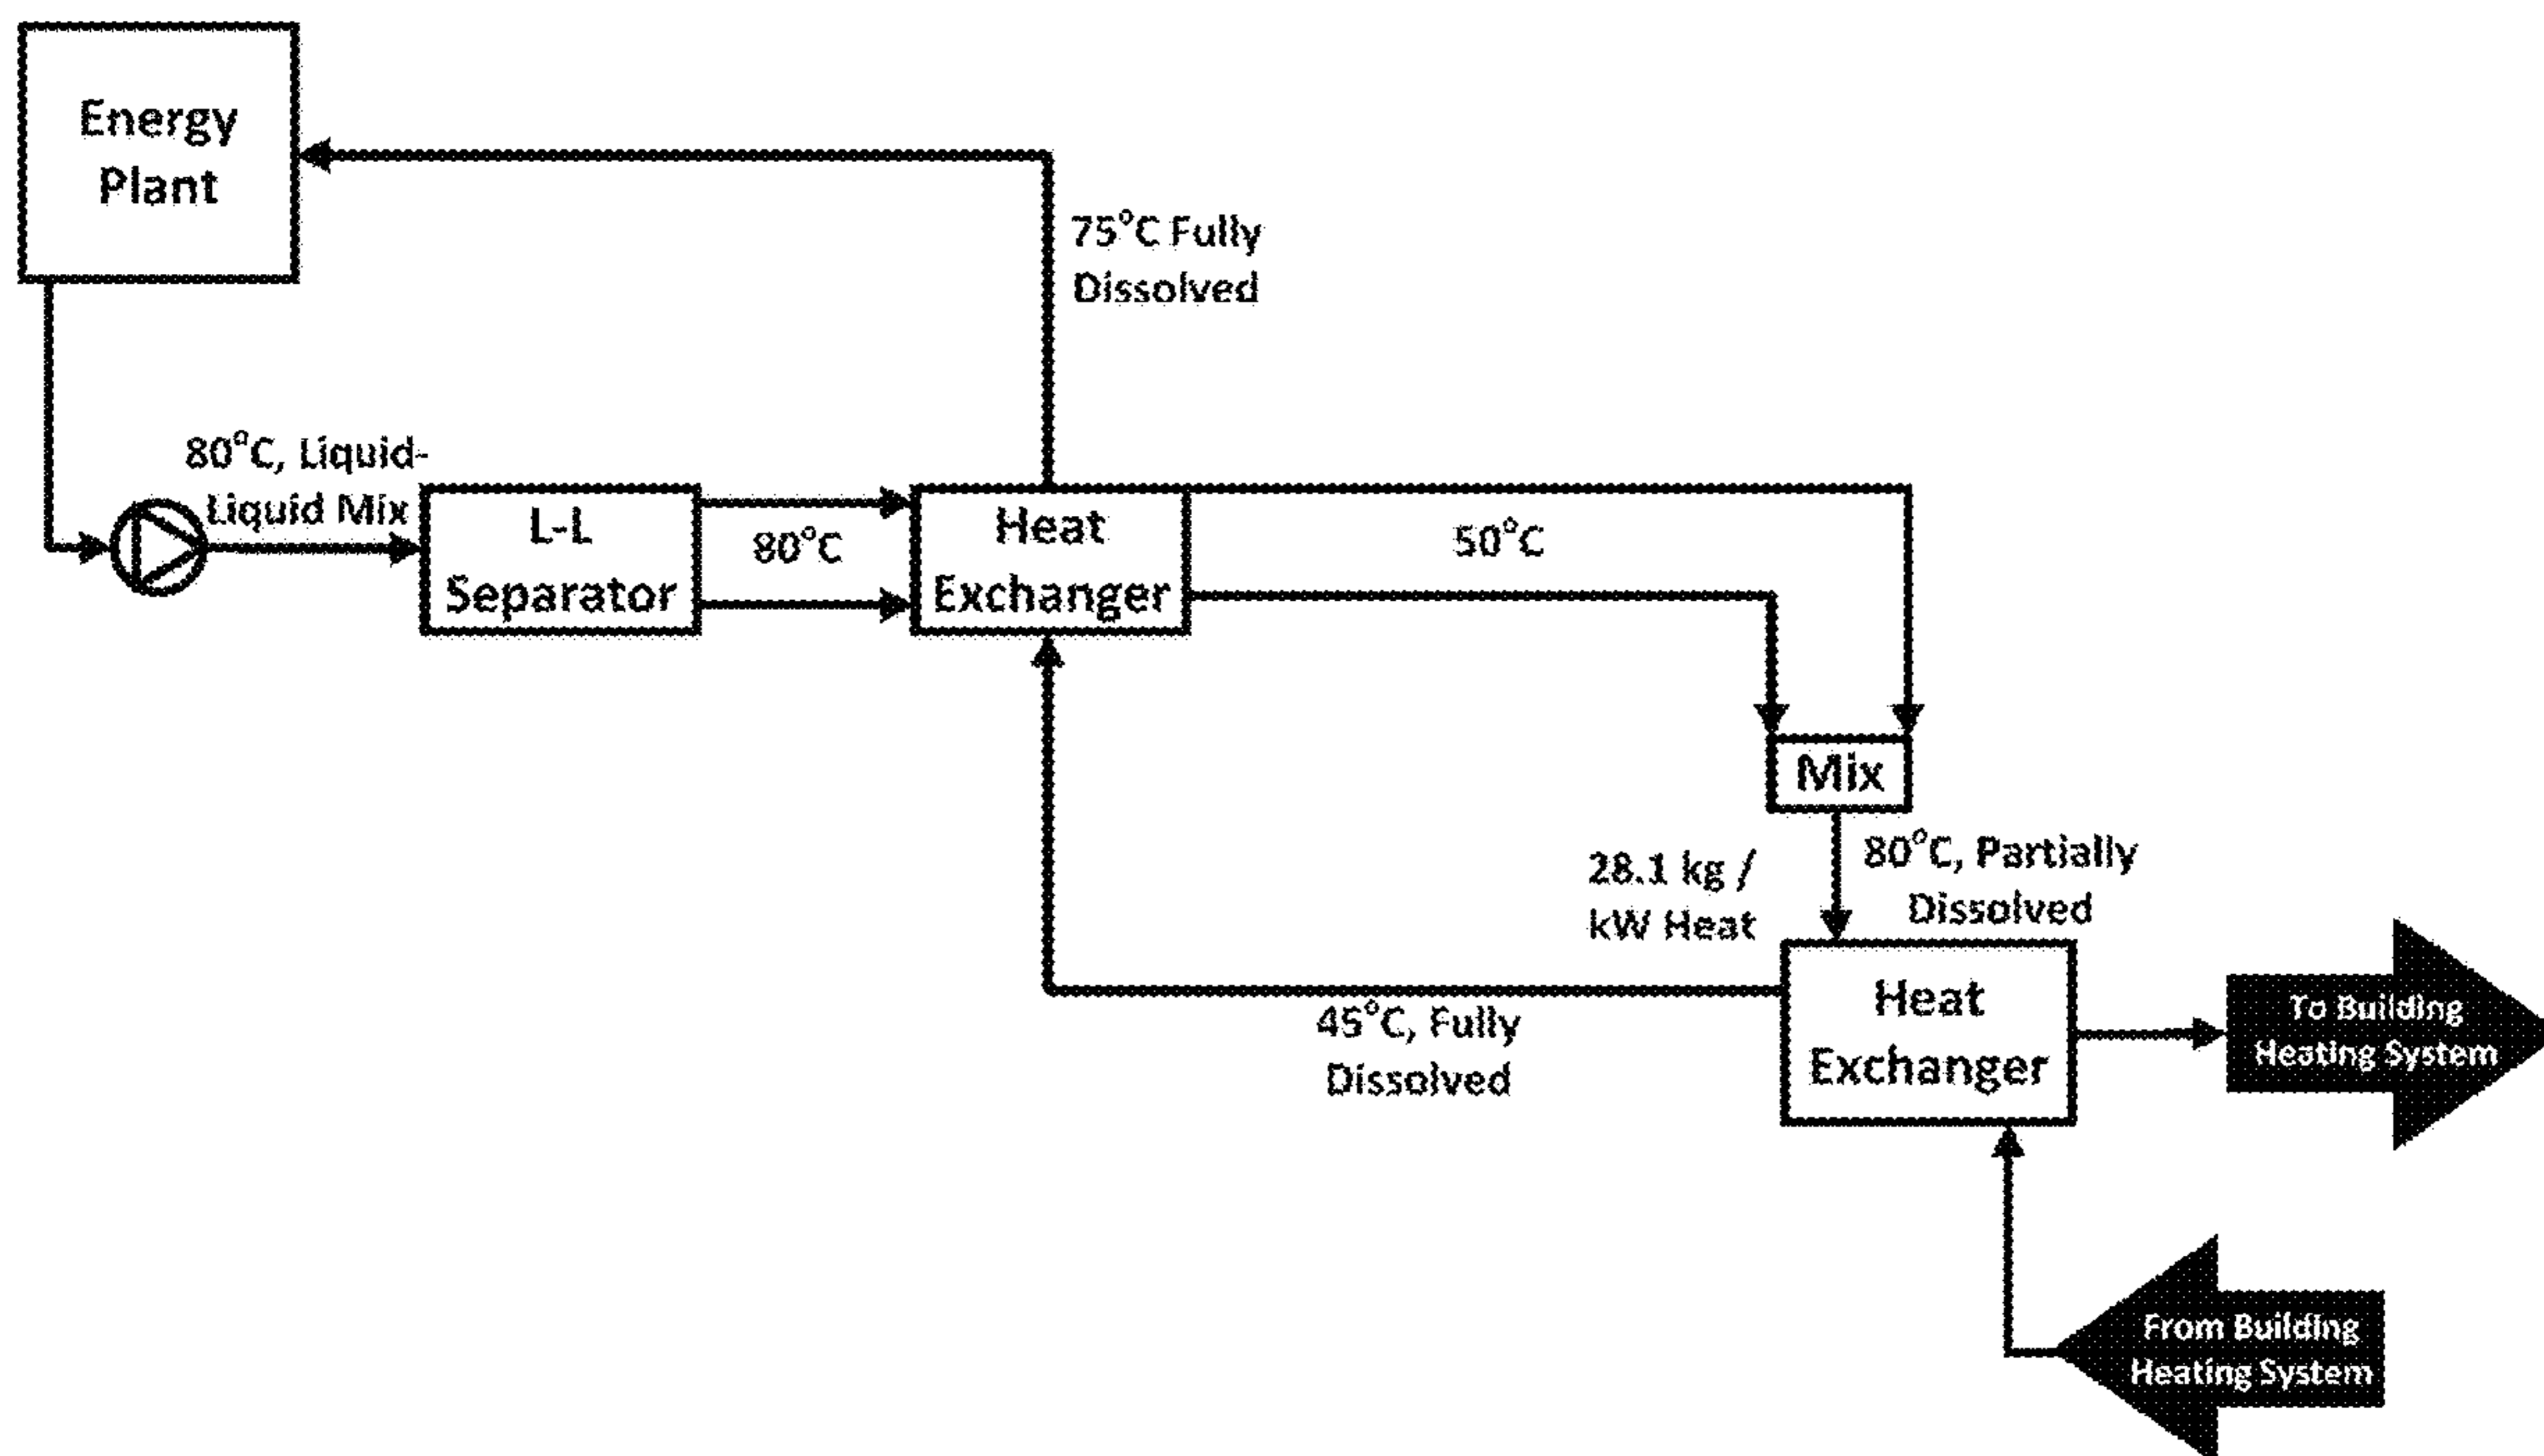 Energy
Plant
75°C Fully
Dissolved
80°C, Liquid-
Liquid Mix
L-L
Separator
80°C
Heat
Exchanger
50°C
Mix
28.1 kg /
kW Heat
80°C, Partially
Dissolved
45°C, Fully
Dissolved
Heat
Exchanger
To Building
Heating System
From Building
Heating System